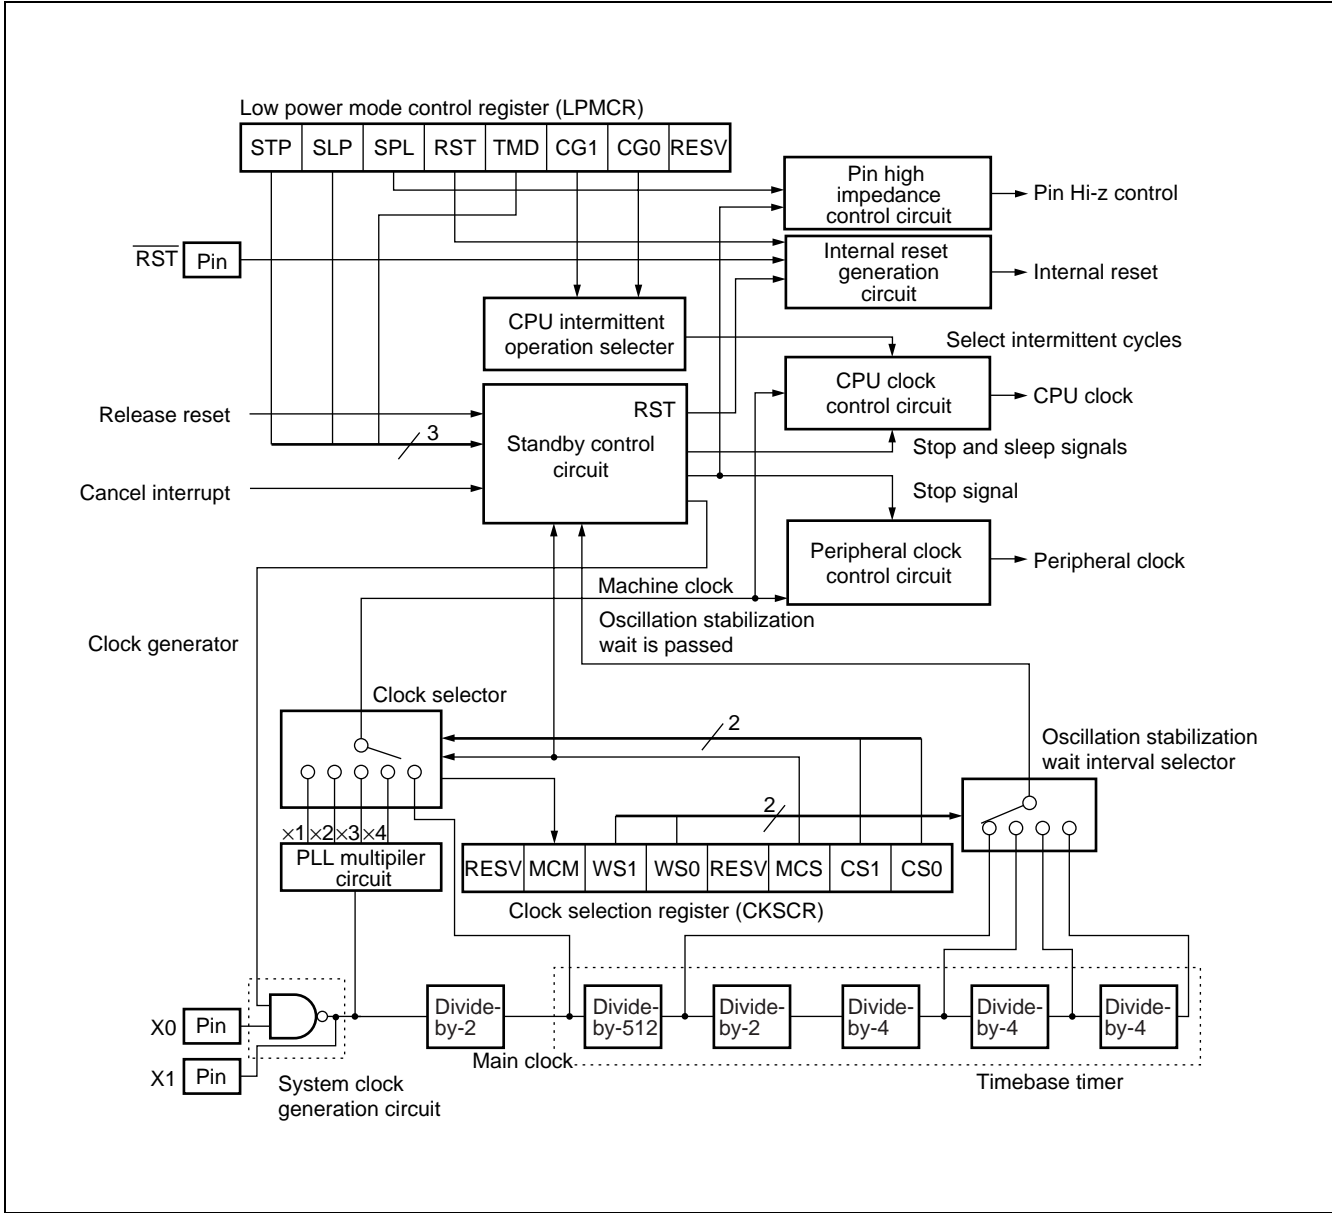 Low power mode control register (LPMCR)
STP SLP SPL RST TMD CG1 CG0 RESV
Pin high
impedance
control circuit
Pin Hi-z control
RST Pin
Internal reset
generation
circuit
Internal reset
CPU intermittent
operation selecter
Select intermittent cycles
CPU clock
control circuit
CPU clock
Release reset
RST
3
Standby control
circuit
Stop and sleep signals
Cancel interrupt
Stop signal
Peripheral clock
control circuit
Peripheral clock
Machine clock
Oscillation stabilization
wait is passed
Clock generator
Clock selector
2
Oscillation stabilization
wait interval selector
2
×1 ×2 ×3 ×4
PLL multipiler
circuit
RESV MCM WS1 WS0 RESV MCS CS1 CS0
Clock selection register (CKSCR)
X0 Pin
X1 Pin
Divide-
by-2
Divide-
by-512
Divide-
by-2
Divide-
by-4
Divide-
by-4
Divide-
by-4
Main clock
System clock
generation circuit
Timebase timer